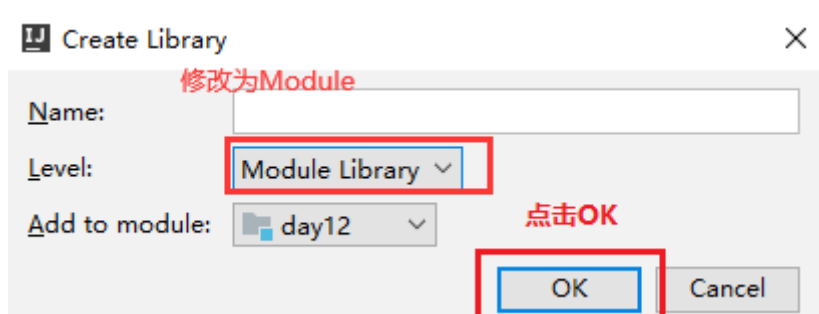 Create Library
修改为Module
Name:
Level:
Module Library
Add to module:
day12
点击OK
OK
Cancel